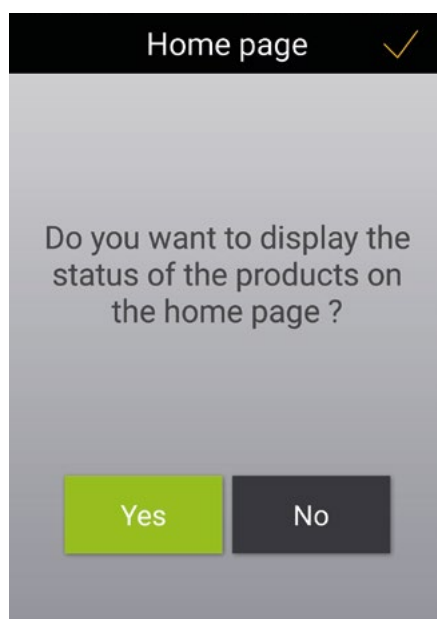 Home page
Do you want to display the
status of the products on
the home page ?
Yes
No